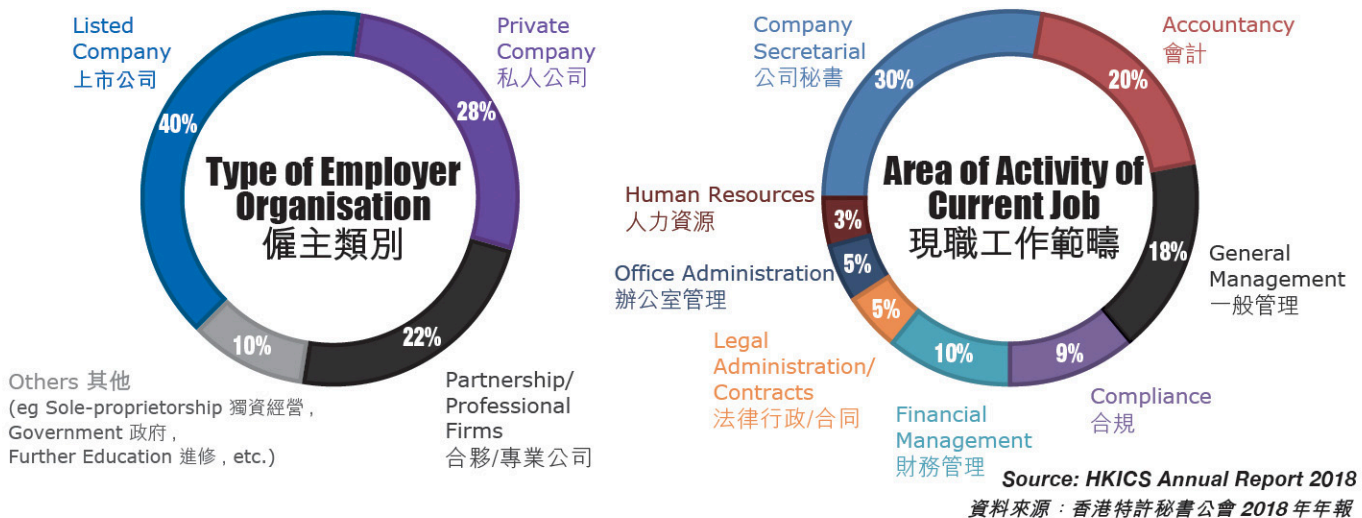 Listed
Company
上市公司
Private
Company
私人公司
40%
28%
Type of Employer
Organisation
僱主類別
10%
22%
Others 其他
(eg Sole-proprietorship 獨資經營 ,
Government 政府 ,
Further Education 進修 , etc.)
Partnership/
Professional
Firms
合夥/專業公司
Company
Secretarial
公司秘書
Accountancy
會計
30%
20%
Area of Activity of
Current Job
現職工作範疇
Human Resources
人力資源
3%
Office Administration
辦公室管理
5%
18%
General
Management
一般管理
5%
Legal
Administration/
Contracts
法律行政/合同
10%
Financial
Management
財務管理
9%
Compliance
合規
Source: HKICS Annual Report 2018
資料來源：香港特許秘書公會 2018 年年報